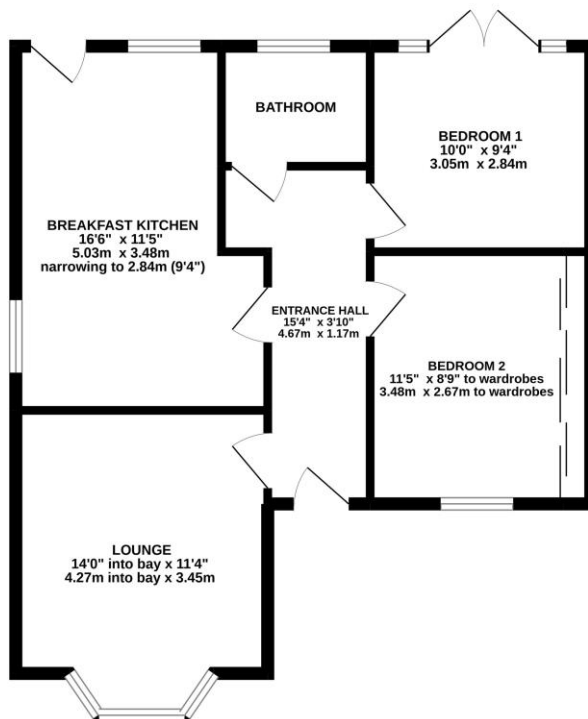 BATHROOM
BEDROOM 1
10'0" x 9'4"
3.05m x 2.84m
BREAKFAST KITCHEN
16'6" x 11'5"
5.03m x 3.48m
narrowing to 2.84m (9'4")
ENTRANCE HALL
15'4" x 3'10"
4.67m x 1.17m
BEDROOM 2
11'5" x 8'9" to wardrobes
3.48m x 2.67m to wardrobes
LOUNGE
14'0" into bay x 11'4"
4.27m into bay x 3.45m